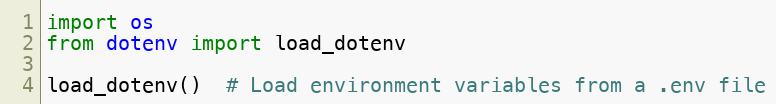 1 import os
2 from dotenv import load_dotenv
3
4 load_dotenv()  # Load environment variables from a .env file